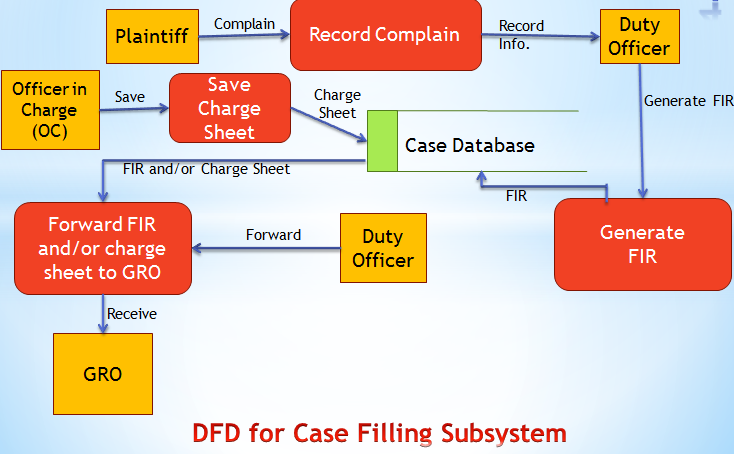 Plaintiff
Complain
Record Complain
Record
Info.
Duty
Officer
Officer in
Charge
(OC)
Save
Save
Charge
Sheet
Charge
Sheet
Generate FIR
Case Database
FIR and/or Charge Sheet
FIR
Forward FIR
and/or charge
sheet to GRO
Forward
Duty
Officer
Generate
FIR
Receive
GRO
DFD for Case Filling Subsystem